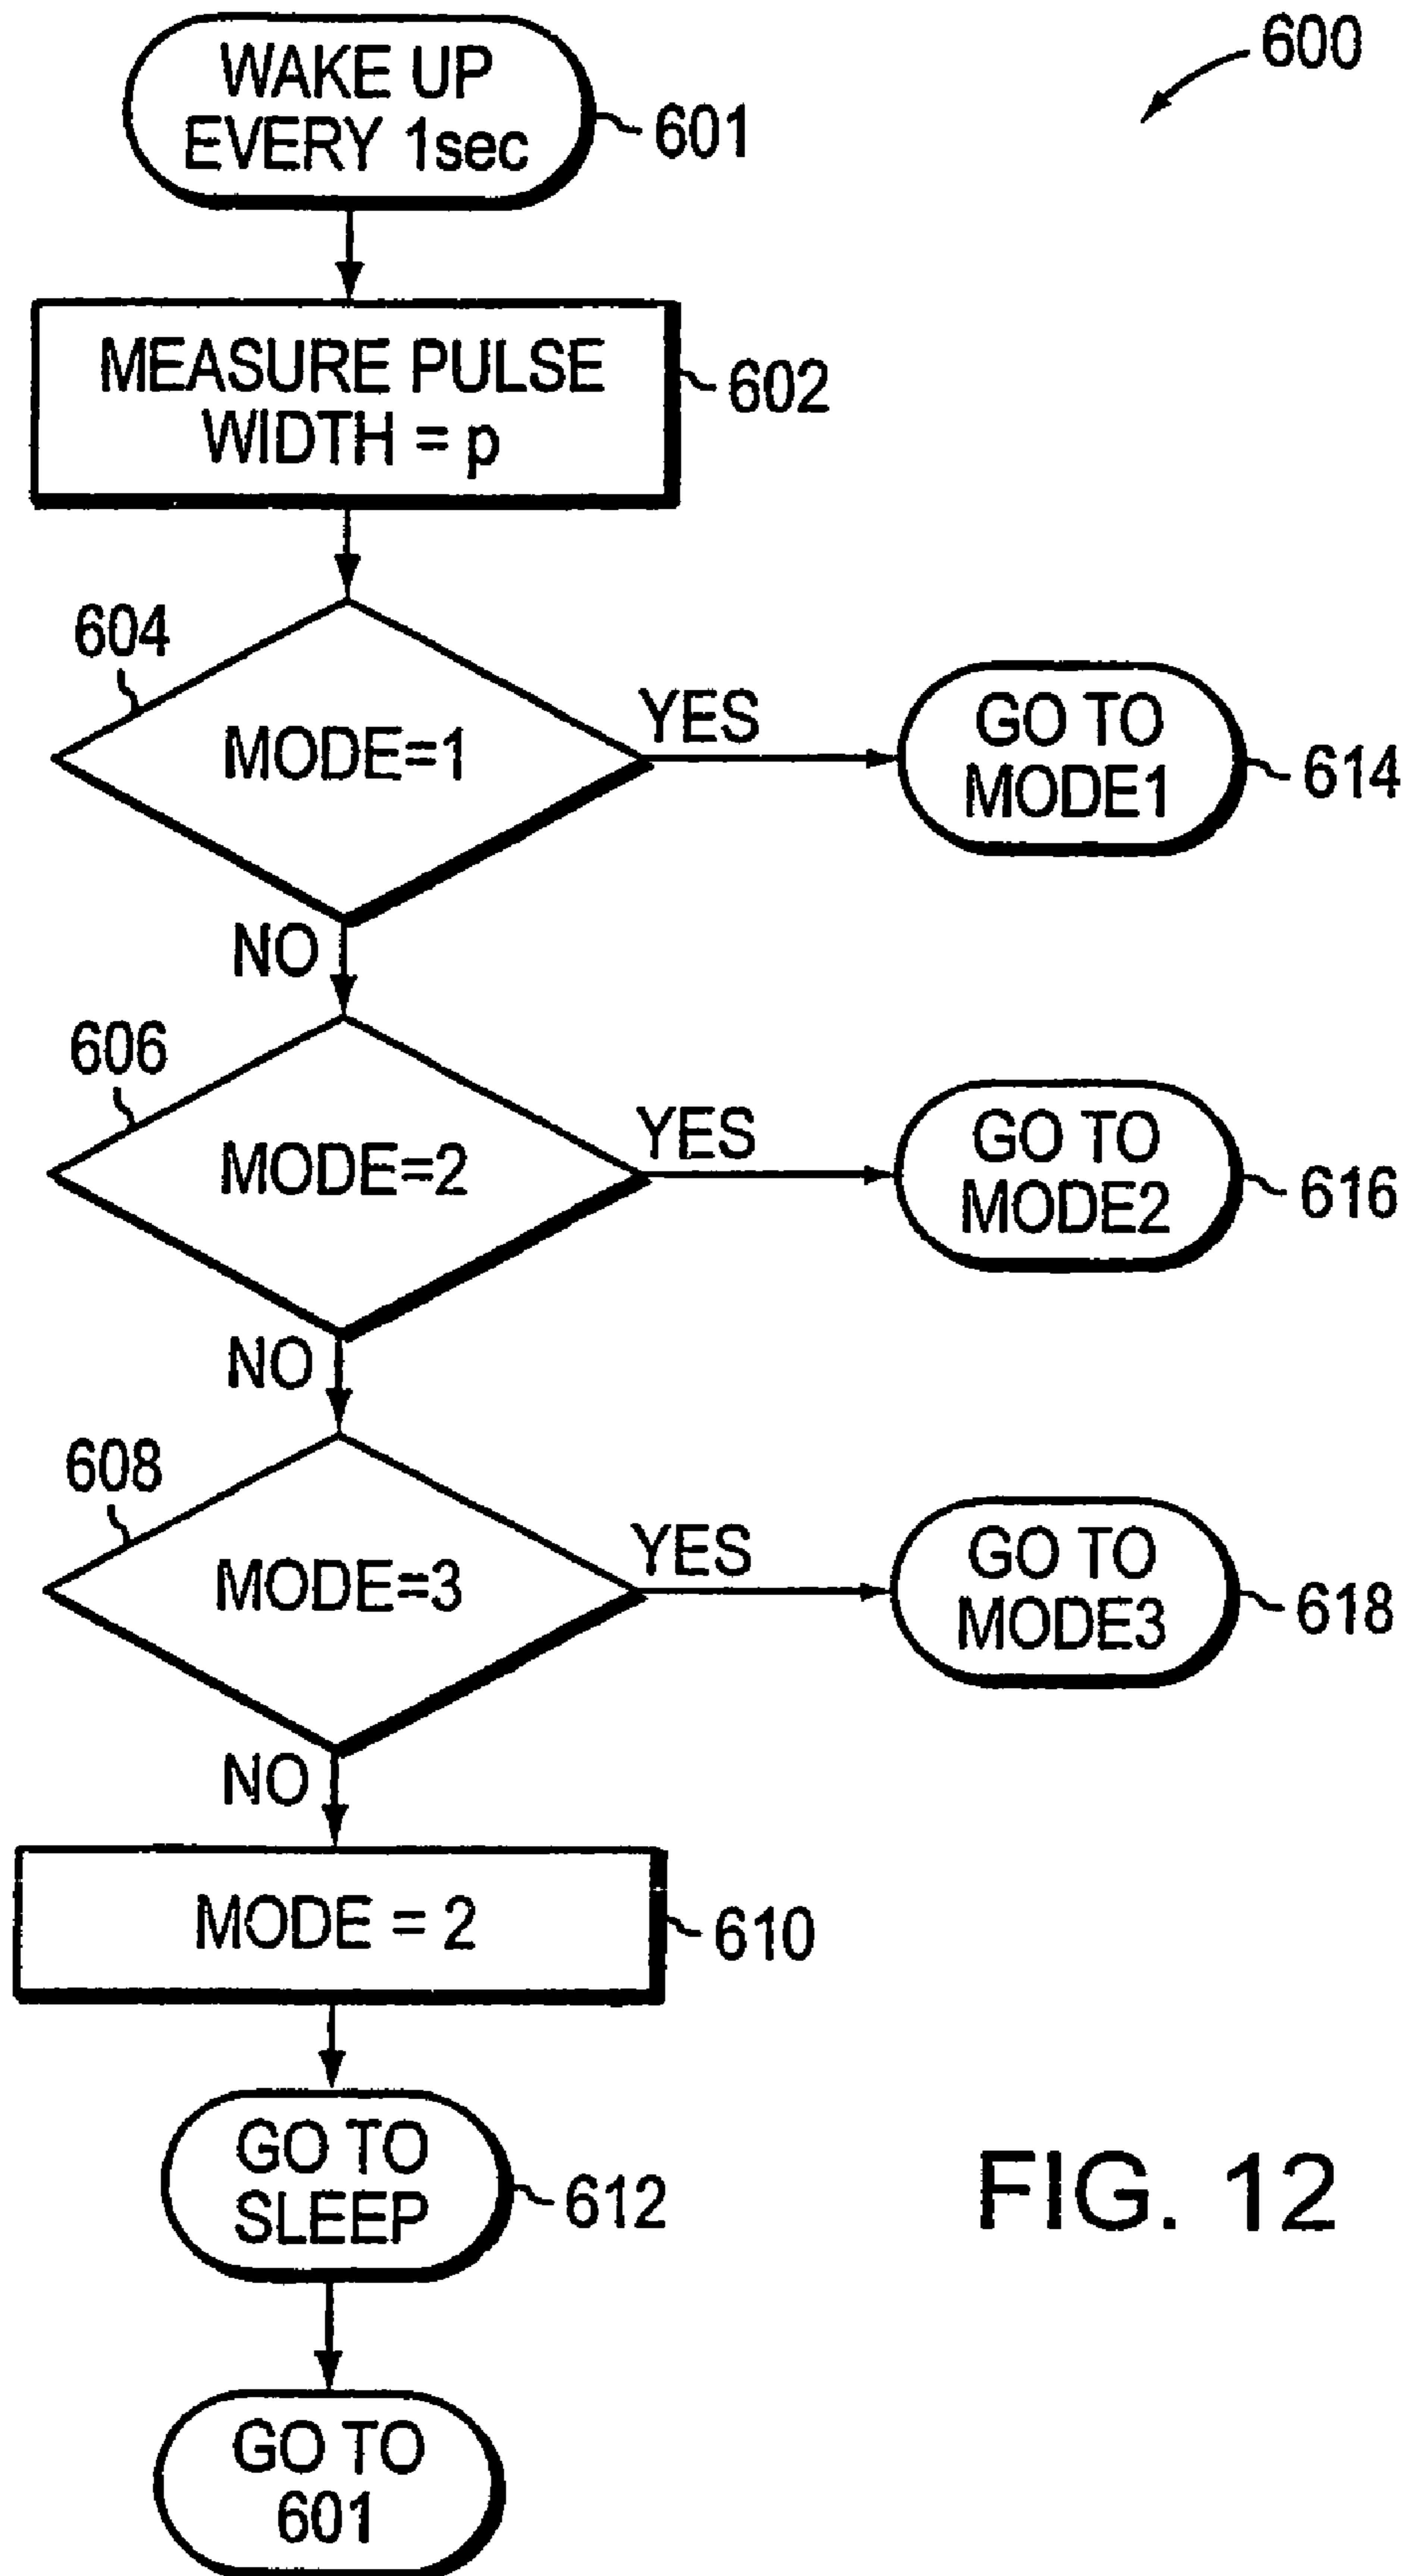 600
WAKE UP
EVERY 1sec
601
MEASURE PULSE
WIDTH = p
602
604
MODE=1
YES
GO TO
MODE1
614
NO
606
MODE=2
YES
GO TO
MODE2
616
NO
608
MODE=3
YES
GO TO
MODE3
618
NO
MODE = 2
610
GO TO
SLEEP
612
FIG. 12
GO TO
601